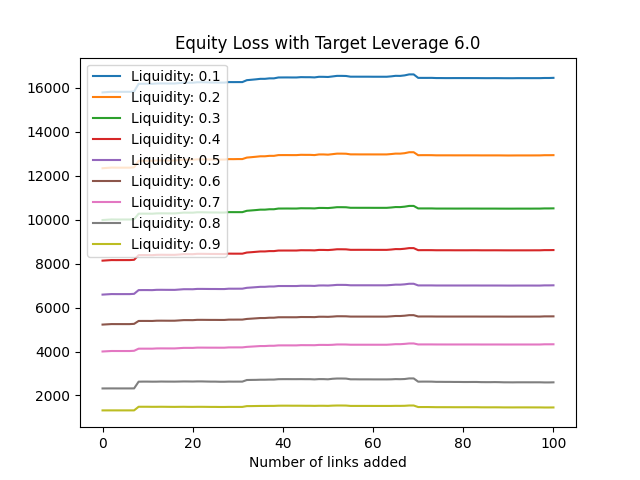 Equity Loss with Target Leverage 6.0
16000
14000
12000
10000
8000
6000
4000
2000
Liquidity: 0.1
Liquidity: 0.2
Liquidity: 0.3
Liquidity: 0.4
Liquidity: 0.5
Liquidity: 0.6
Liquidity: 0.7
Liquidity: 0.8
Liquidity: 0.9
0 20 40 60 80 100
Number of links added